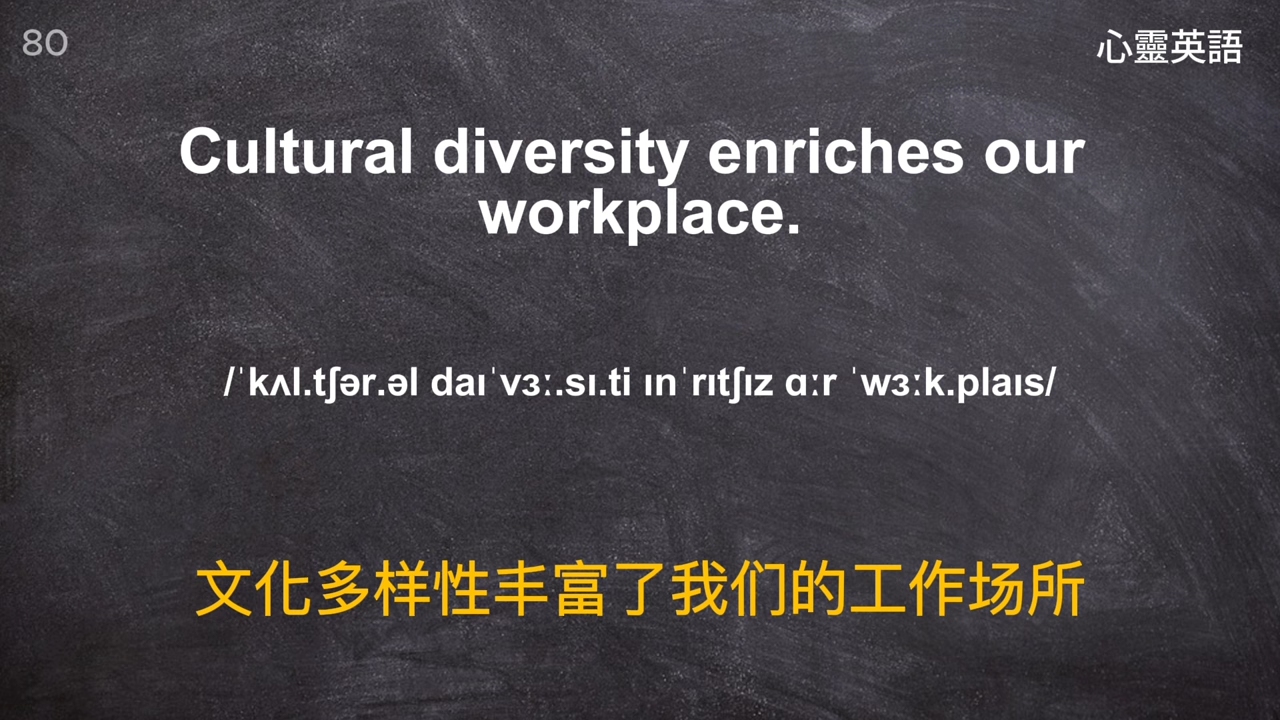 80
心靈英語
Cultural diversity enriches our
workplace.
/ˈkʌl.tʃər.əl daɪˈvɜː.sɪ.ti ɪnˈrɪtʃɪz ɑːr ˈwɜːk.plaɪs/
文化多样性丰富了我们的工作场所